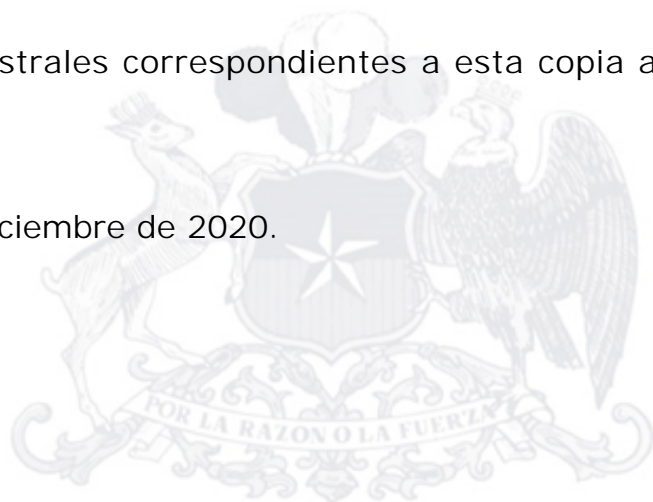 strales correspondientes a esta copia a
ciembre de 2020.
POR LA RAZON O LA FUERZA